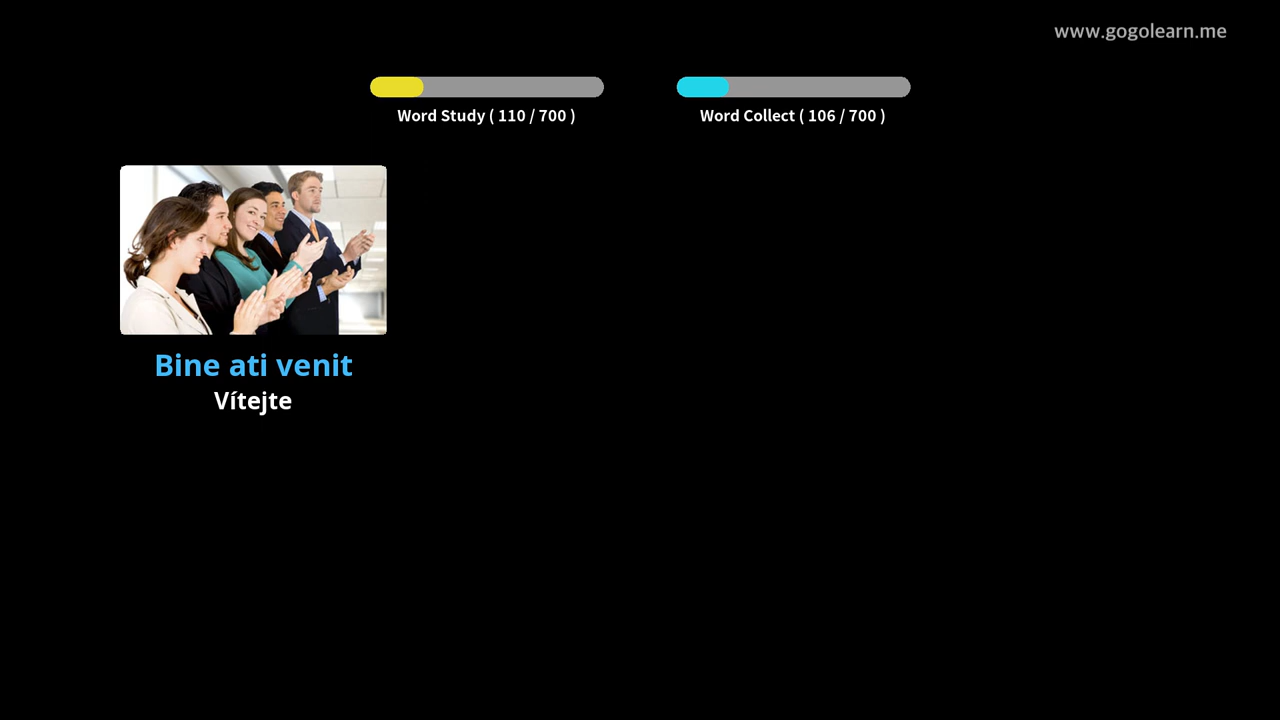 www.gogolearn.me
Word Study ( 110 / 700 )
Word Collect ( 106 / 700 )
Bine ati venit
Vítejte